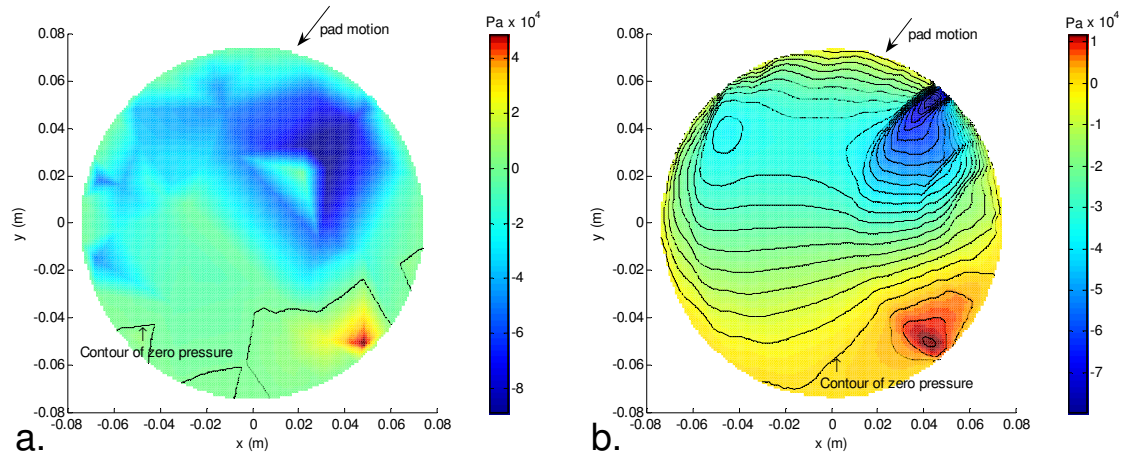 Pa x 10⁴
pad motion
0.08
0.06
0.04
0.02
0
-0.02
-0.04
-0.06
-0.08
y (m)
Contour of zero pressure
-0.08 -0.06 -0.04 -0.02 0 0.02 0.04 0.06 0.08
x (m)
4
2
0
-2
-4
-6
-8
a.
Pa x 10⁴
pad motion
0.08
0.06
0.04
0.02
0
-0.02
-0.04
-0.06
-0.08
y (m)
Contour of zero pressure
-0.08 -0.06 -0.04 -0.02 0 0.02 0.04 0.06 0.08
x (m)
1
0
-1
-2
-3
-4
-5
-6
-7
b.